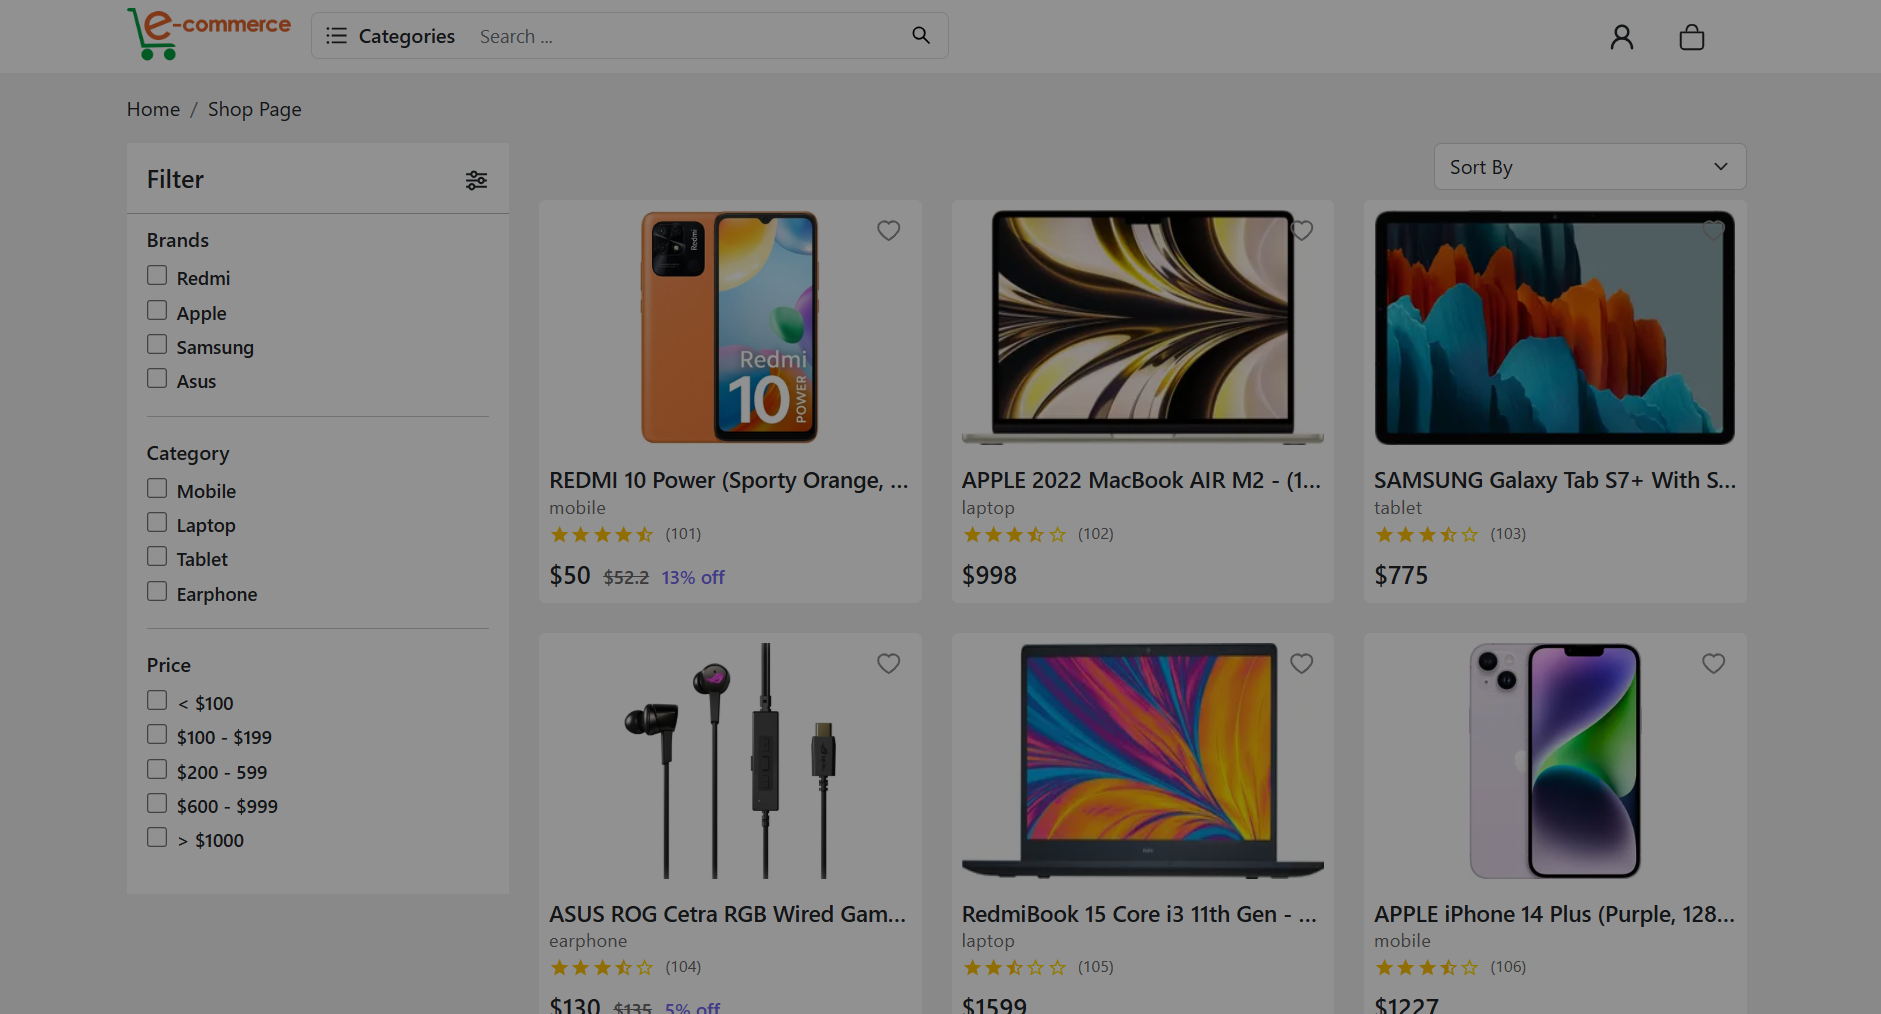 e-commerce
Categories
Search ...
Home / Shop Page
Filter
Sort By
Brands
Redmi
Apple
Samsung
Asus
Category
Mobile
Laptop
Tablet
Earphone
Price
< $100
$100 - $199
$200 - 599
$600 - $999
> $1000
Redmi
Redmi
10
POWER
REDMI 10 Power (Sporty Orange, ...
mobile
(101)
$50 $52.2 13% off
APPLE 2022 MacBook AIR M2 - (1...
laptop
(102)
$998
SAMSUNG Galaxy Tab S7+ With S...
tablet
(103)
$775
ASUS ROG Cetra RGB Wired Gam...
earphone
(104)
$130 $135 5% off
RedmiBook 15 Core i3 11th Gen - ...
laptop
(105)
$1599
APPLE iPhone 14 Plus (Purple, 128...
mobile
(106)
$1227